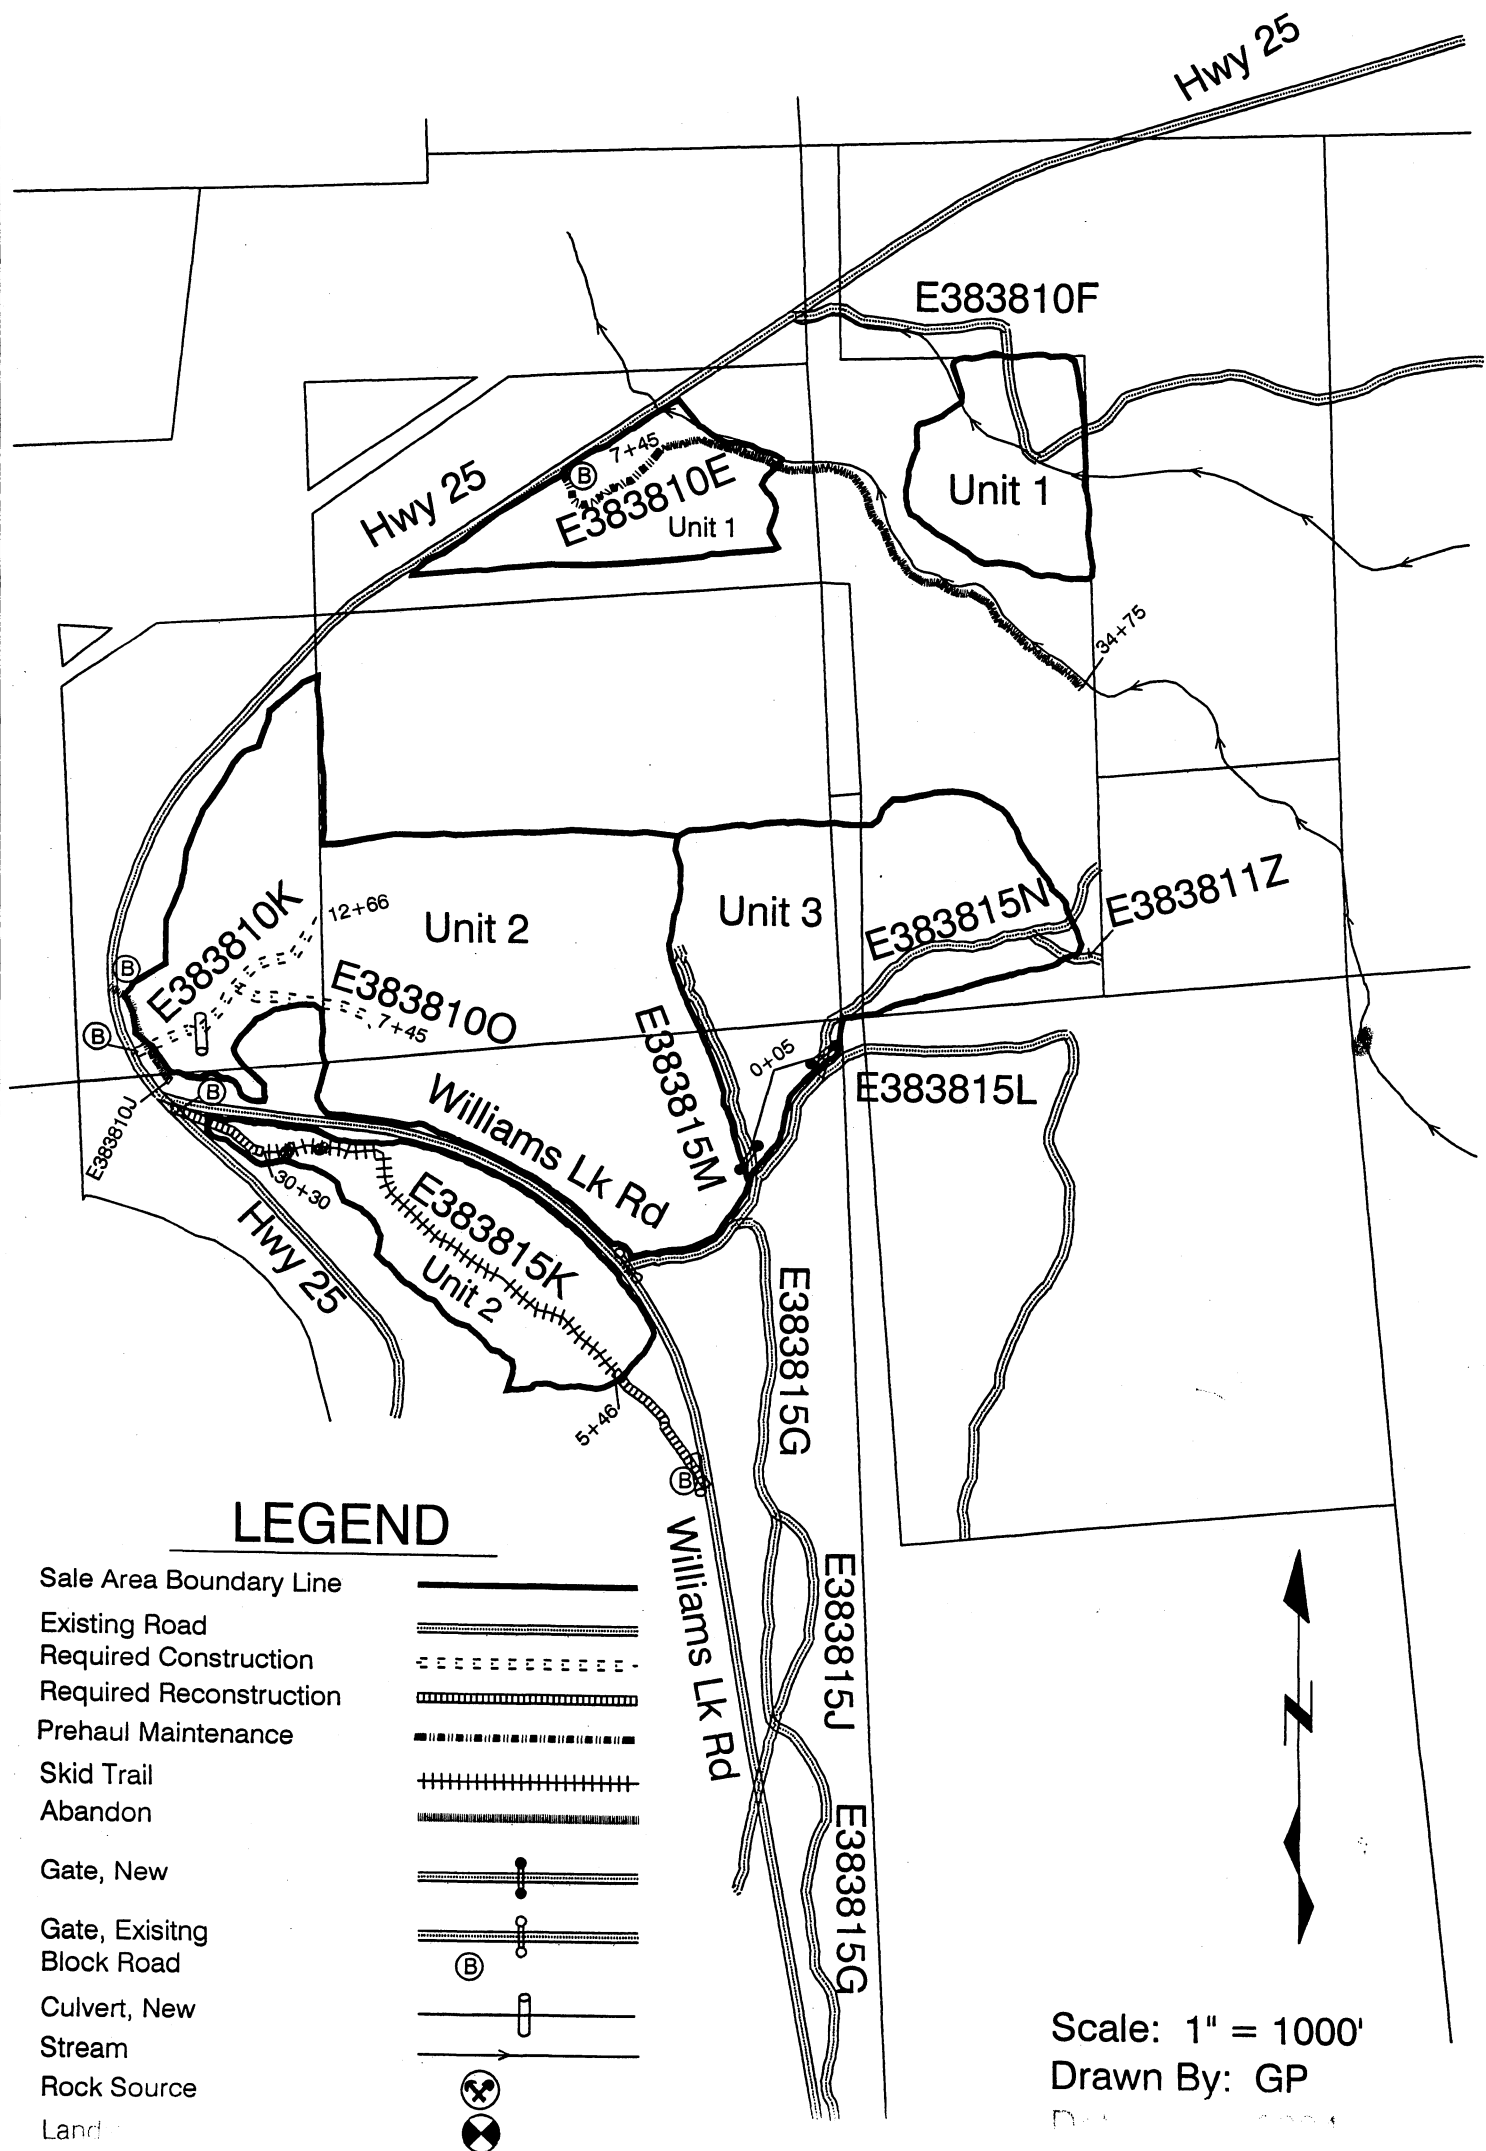 Hwy 25
E383810F
7+45
B
E383810E
Unit 1
Hwy 25
Unit 1
34+75
E383810K
12+66
Unit 2
Unit 3
E383815N
E383811Z
B
E383810O
7+45
B
E383815M
0+05
E383815L
B
E383810J
Williams Lk Rd
30+30
E383815K
Unit 2
Hwy 25
E383815G
5+46
B
Williams Lk Rd
E383815J
E383815G
LEGEND
Sale Area Boundary Line
Existing Road
Required Construction
Required Reconstruction
Prehaul Maintenance
Skid Trail
Abandon
Gate, New
Gate, Exisitng
Block Road B
Culvert, New
Stream
Rock Source
Land
N
Scale: 1" = 1000'
Drawn By: GP